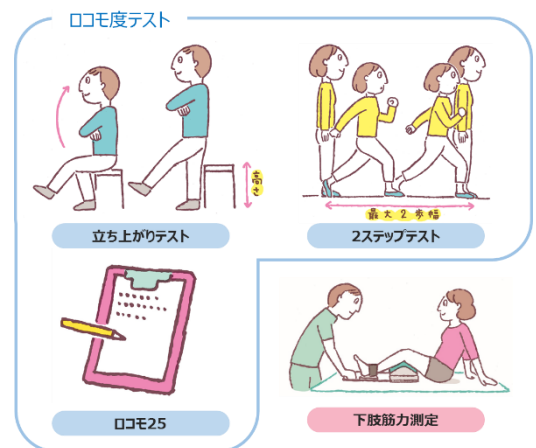 ロコモ度テスト
高さ
最大2歩幅
立ち上がりテスト
2ステップテスト
ロコモ25
下肢筋力測定